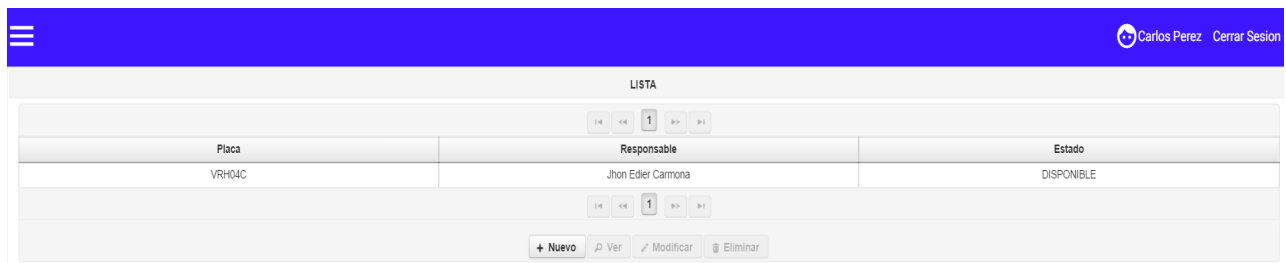 Carlos Perez Cerrar Sesion
LISTA
1
Placa Responsable Estado
VRH04C Jhon Edier Carmona DISPONIBLE
1
+ Nuevo Ver Modificar Eliminar